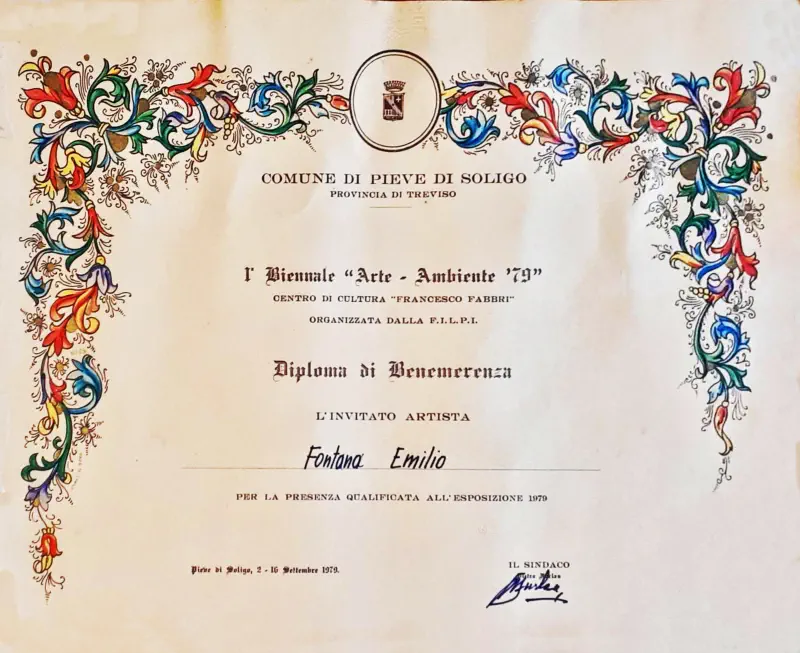 COMUNE DI PIEVE DI SOLIGO
PROVINCIA DI TREVISO
1ª Biennale “Arte - Ambiente '79”
CENTRO DI CULTURA “FRANCESCO FABBRI”
ORGANIZZATA DALLA F.I.L.P.I.
Diploma di Benemerenza
L'INVITATO ARTISTA
Fontana Emilio
PER LA PRESENZA QUALIFICATA ALL'ESPOSIZIONE 1979
Pieve di Soligo, 2 - 16 Settembre 1979.
IL SINDACO